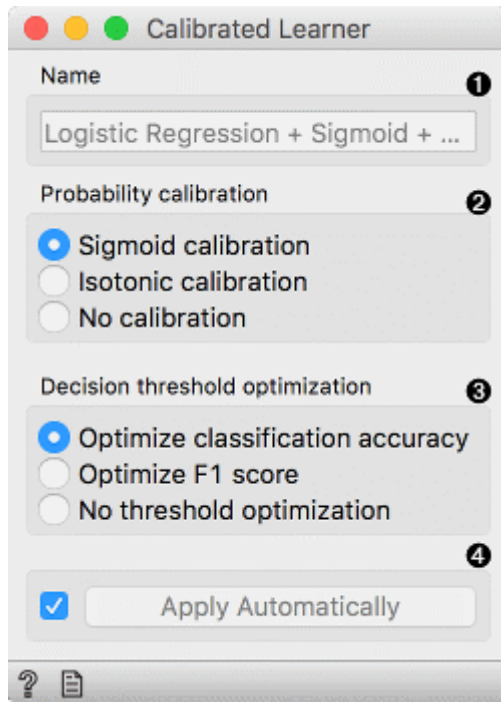 Calibrated Learner
Name
❶
Logistic Regression + Sigmoid + ...
Probability calibration
❷
Sigmoid calibration
Isotonic calibration
No calibration
Decision threshold optimization
❸
Optimize classification accuracy
Optimize F1 score
No threshold optimization
❹
Apply Automatically
?